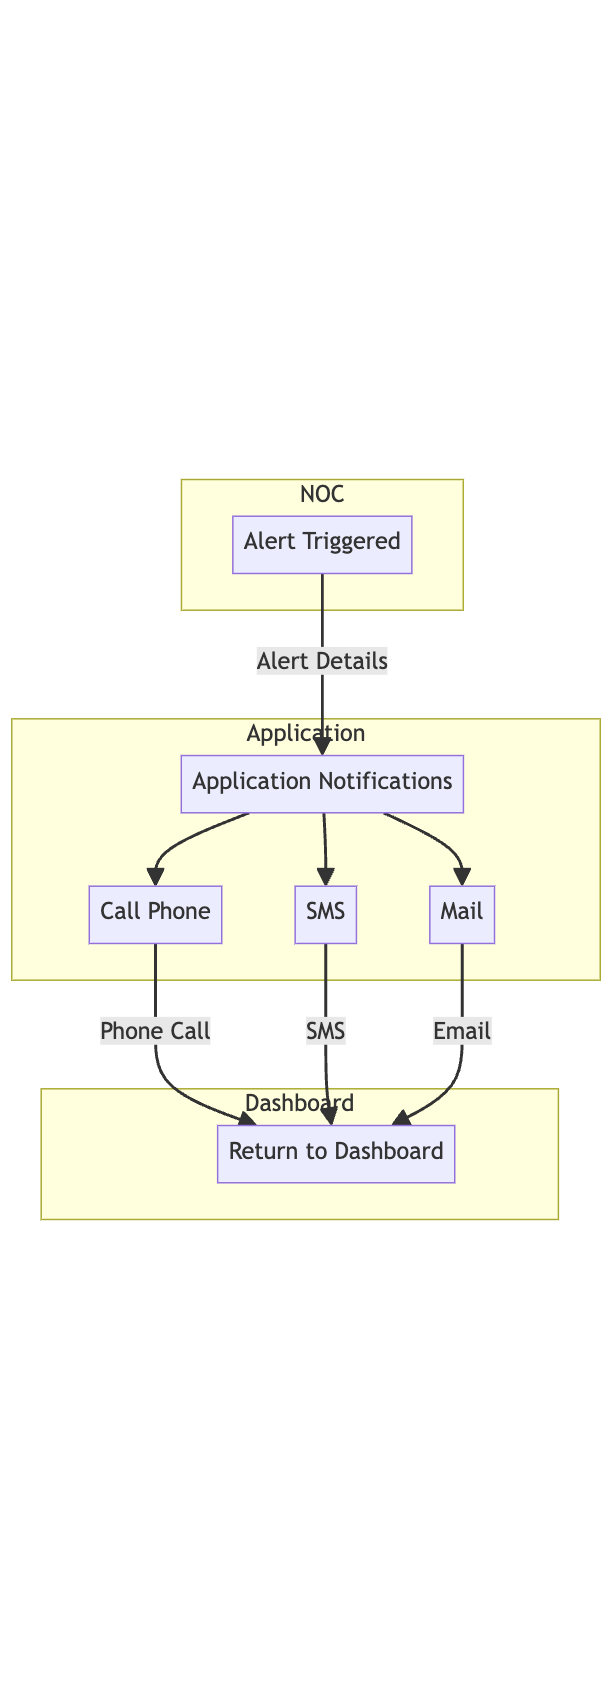 NOC
Alert Triggered
Alert Details
Application
Application Notifications
Call Phone
SMS
Mail
Phone Call
SMS
Email
Dashboard
Return to Dashboard